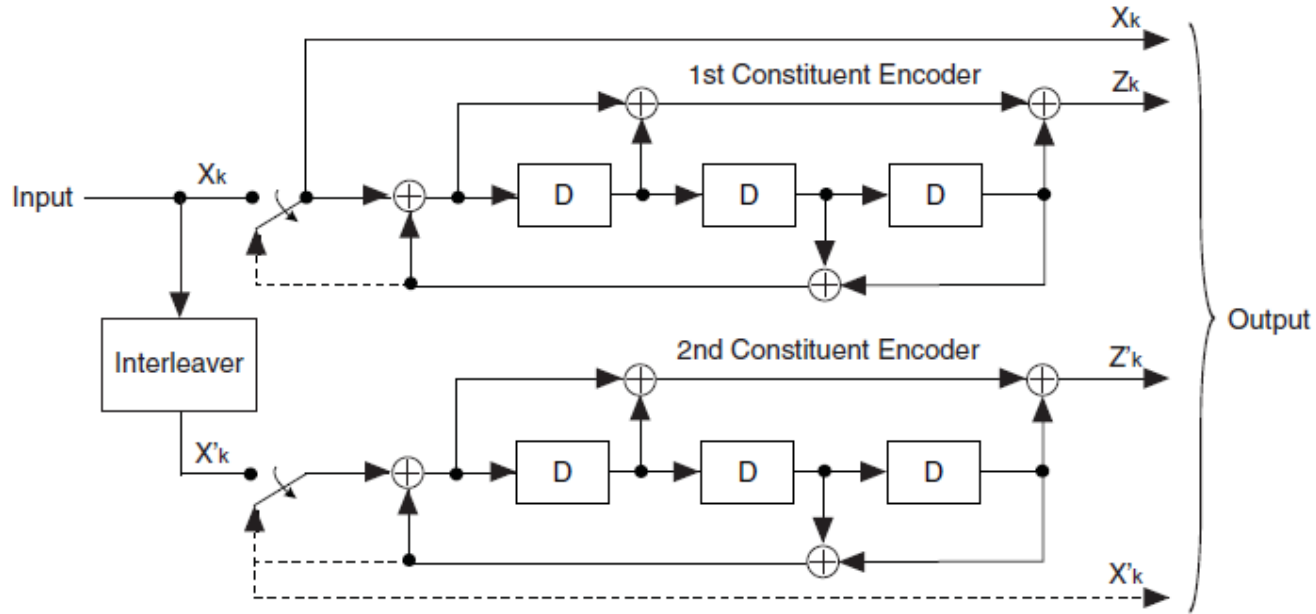 Xk
1st Constituent Encoder
Zk
Input
Xk
D
D
D
Output
Interleaver
2nd Constituent Encoder
Z'k
X'k
D
D
D
X'k